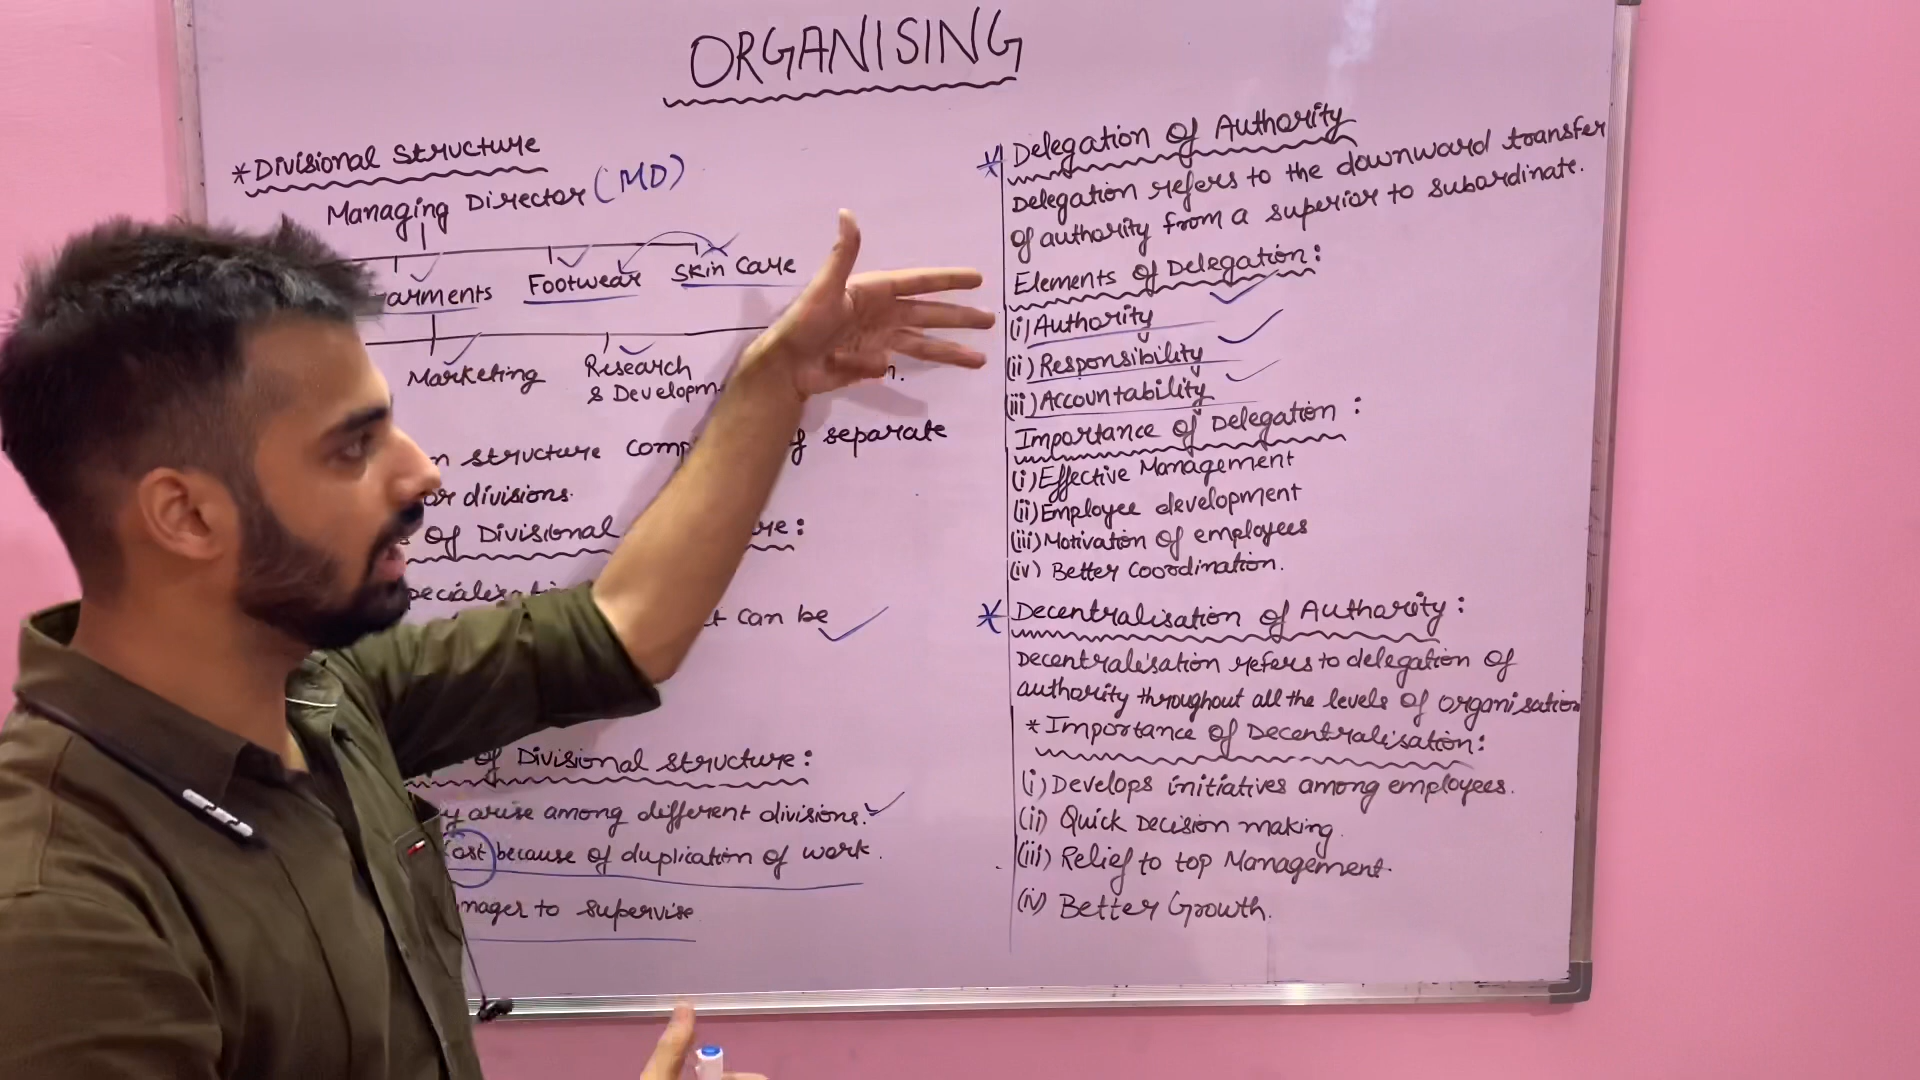 ORGANISING
*Divisional Structure
Managing Director (MD)
arments Footwear Skin Care
Marketing Research
& Developm
n structure comp f separate
or divisions.
of Divisional re:
pecialisati
t can be
of Divisional structure:
y arise among different divisions.
Cost because of duplication of work.
nager to supervise
* Delegation of Authority
Delegation refers to the downward transfer
of authority from a superior to subordinate.
Elements of Delegation:
(i) Authority
(ii) Responsibility
(iii) Accountability
Importance of Delegation:
(i) Effective Management
(ii) Employee development
(iii) Motivation of employees
(iv) Better Coordination.
* Decentralisation of Authority:
Decentralisation refers to delegation of
authority throughout all the levels of organisation
*Importance of Decentralisation:
(i) Develops initiatives among employees.
(ii) Quick Decision making.
(iii) Relief to top Management.
(iv) Better Growth.